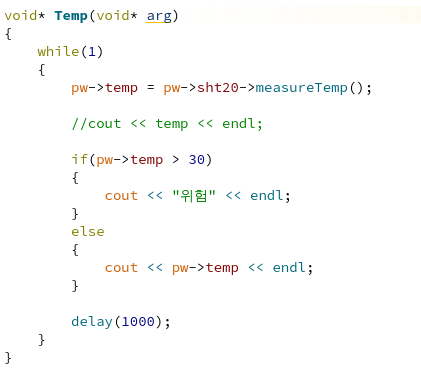 void* Temp(void* arg)
{
    while(1)
    {
        pw->temp = pw->sht20->measureTemp();

        //cout << temp << endl;

        if(pw->temp > 30)
        {
            cout << "위험" << endl;
        }
        else
        {
            cout << pw->temp << endl;
        }

        delay(1000);
    }
}